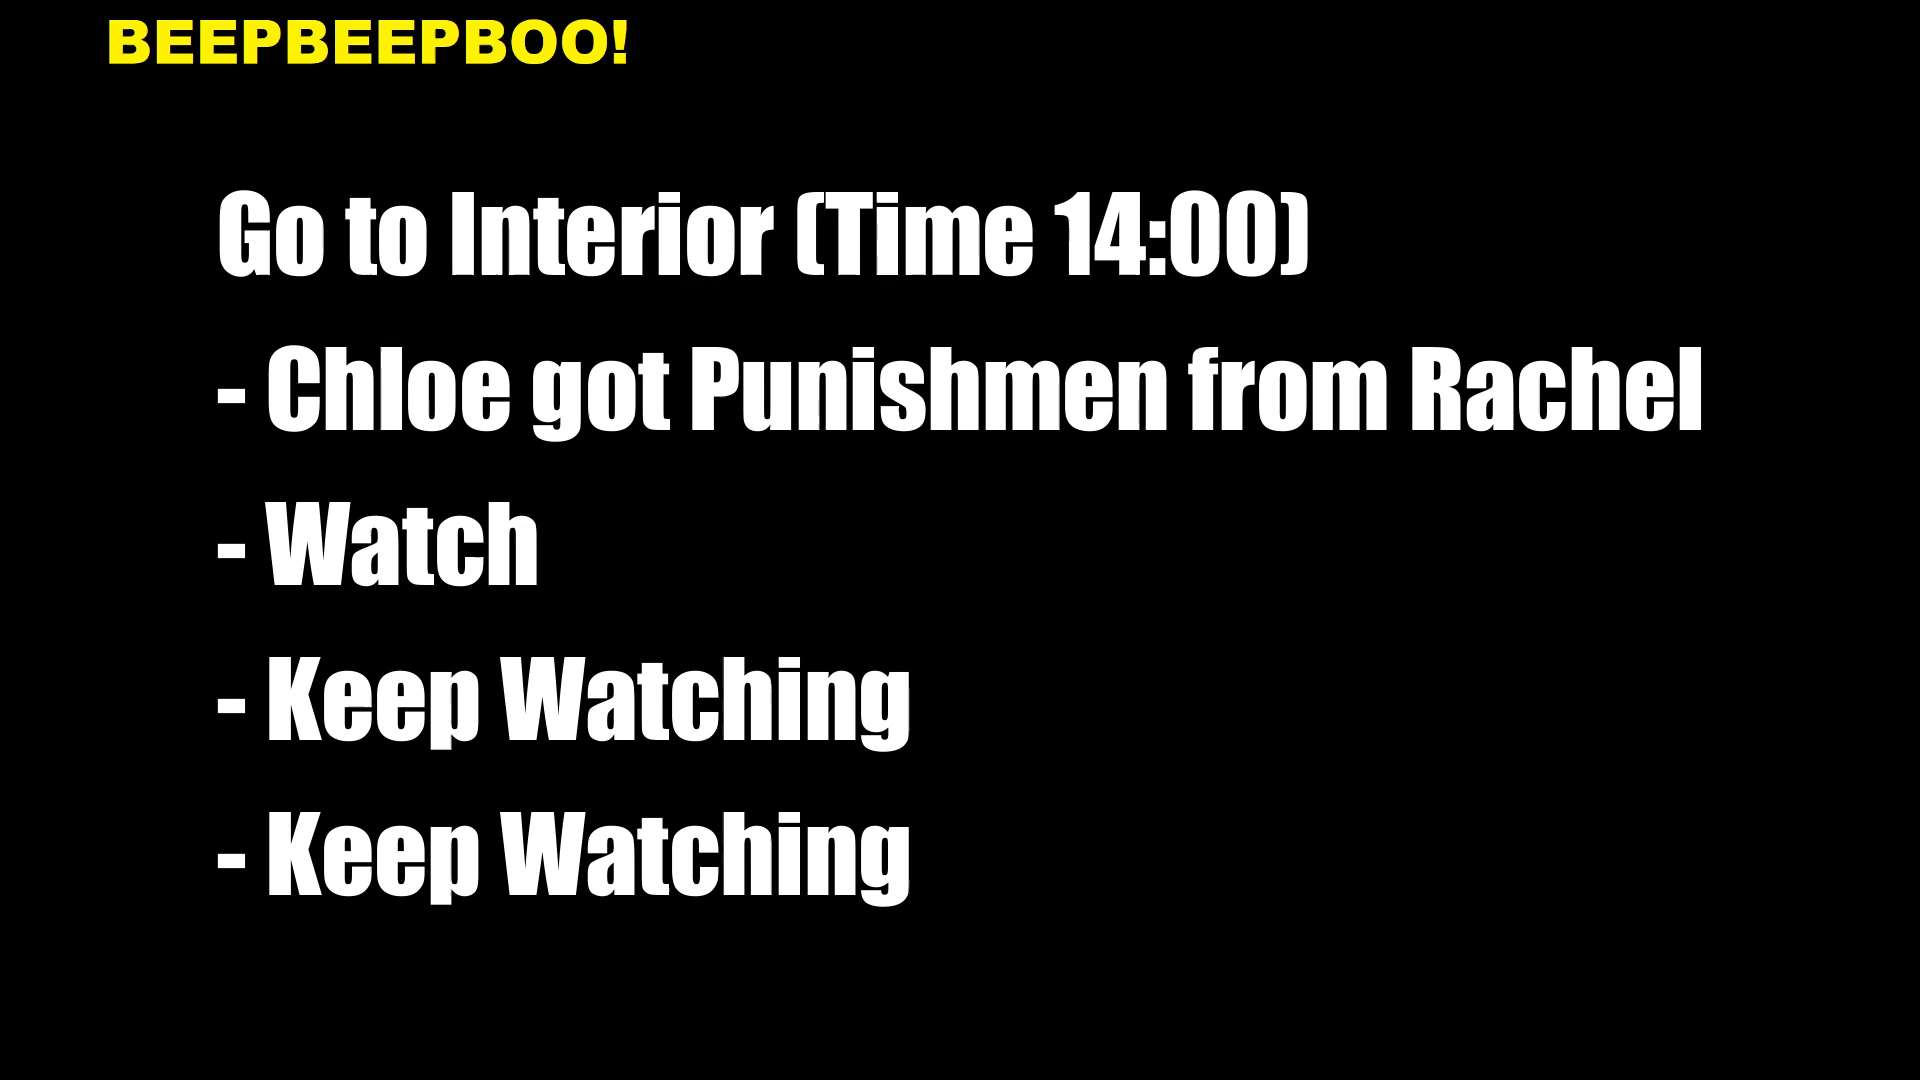 BEEPBEEPBOO!
Go to Interior (Time 14:00)
- Chloe got Punishmen from Rachel
- Watch
- Keep Watching
- Keep Watching